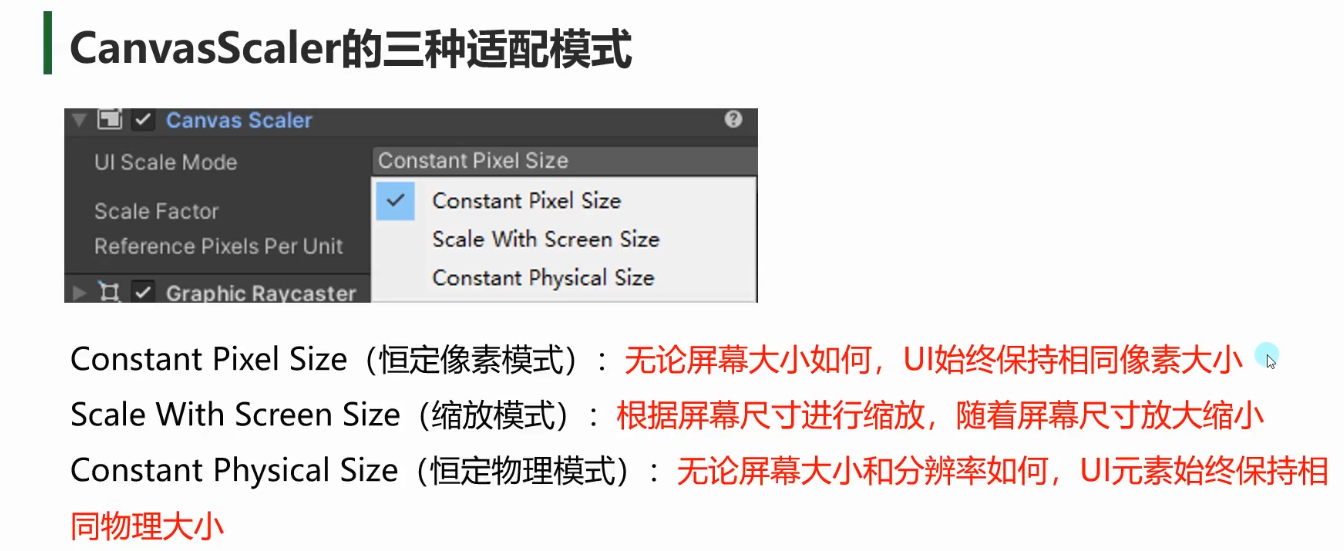 CanvasScaler的三种适配模式
Canvas Scaler
UI Scale Mode
Constant Pixel Size
Constant Pixel Size
Scale Factor
Scale With Screen Size
Reference Pixels Per Unit
Constant Physical Size
Graphic Raycaster
Constant Pixel Size（恒定像素模式）：无论屏幕大小如何，UI始终保持相同像素大小
Scale With Screen Size（缩放模式）：根据屏幕尺寸进行缩放，随着屏幕尺寸放大缩小
Constant Physical Size（恒定物理模式）：无论屏幕大小和分辨率如何，UI元素始终保持相
同物理大小